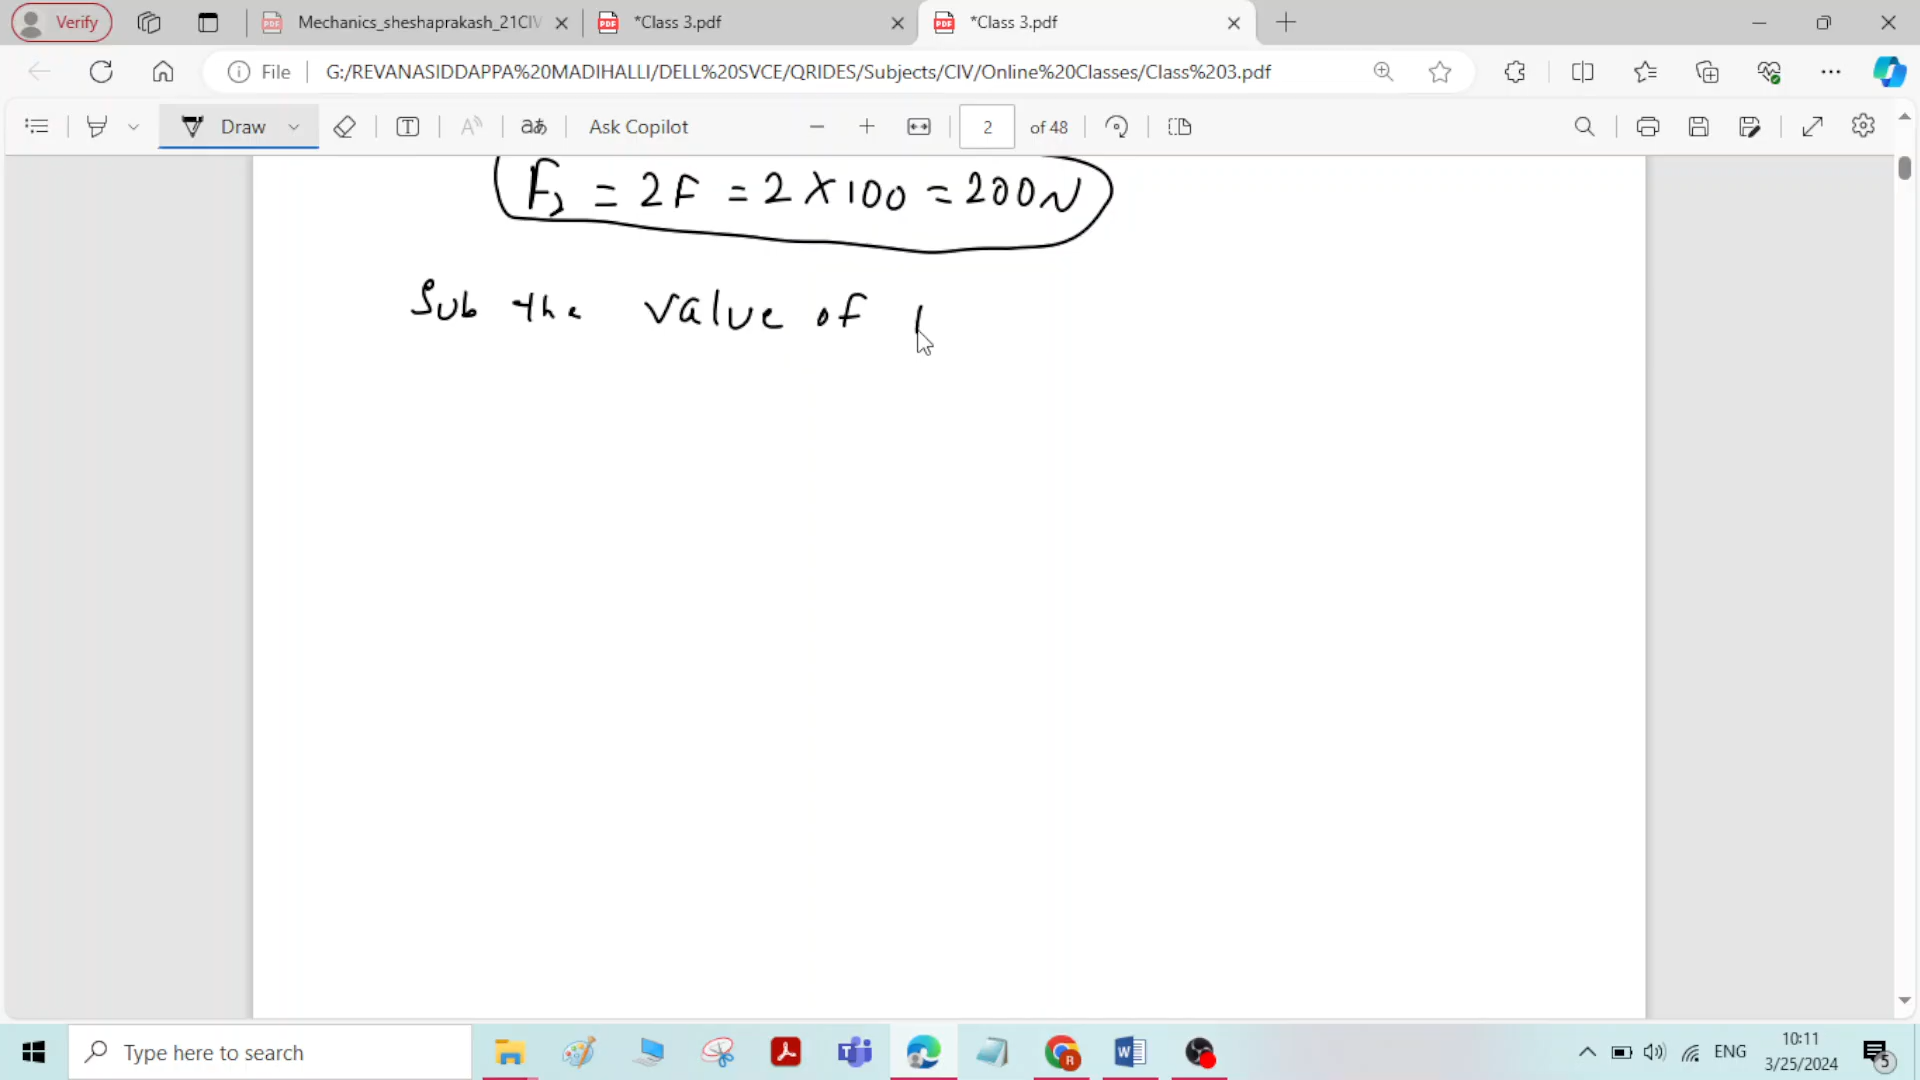 Verify
Mechanics_sheshaprakash_21CIV
*Class 3.pdf
*Class 3.pdf
File
G:/REVANASIDDAPPA%20MADIHALLI/DELL%20SVCE/QRIDES/Subjects/CIV/Online%20Classes/Class%203.pdf
Draw
Ask Copilot
2 of 48
F₂ = 2F = 2 × 100 = 200N
Sub the value of
Type here to search
ENG
10:11
3/25/2024
5